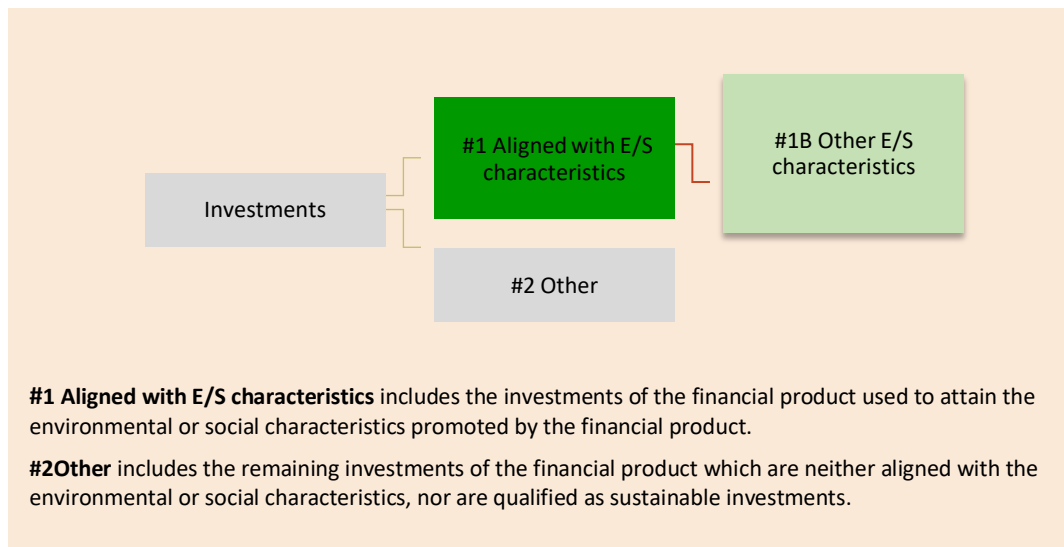 #1 Aligned with E/S
characteristics
#1B Other E/S
characteristics
Investments
#2 Other
#1 Aligned with E/S characteristics includes the investments of the financial product used to attain the
environmental or social characteristics promoted by the financial product.
#2Other includes the remaining investments of the financial product which are neither aligned with the
environmental or social characteristics, nor are qualified as sustainable investments.